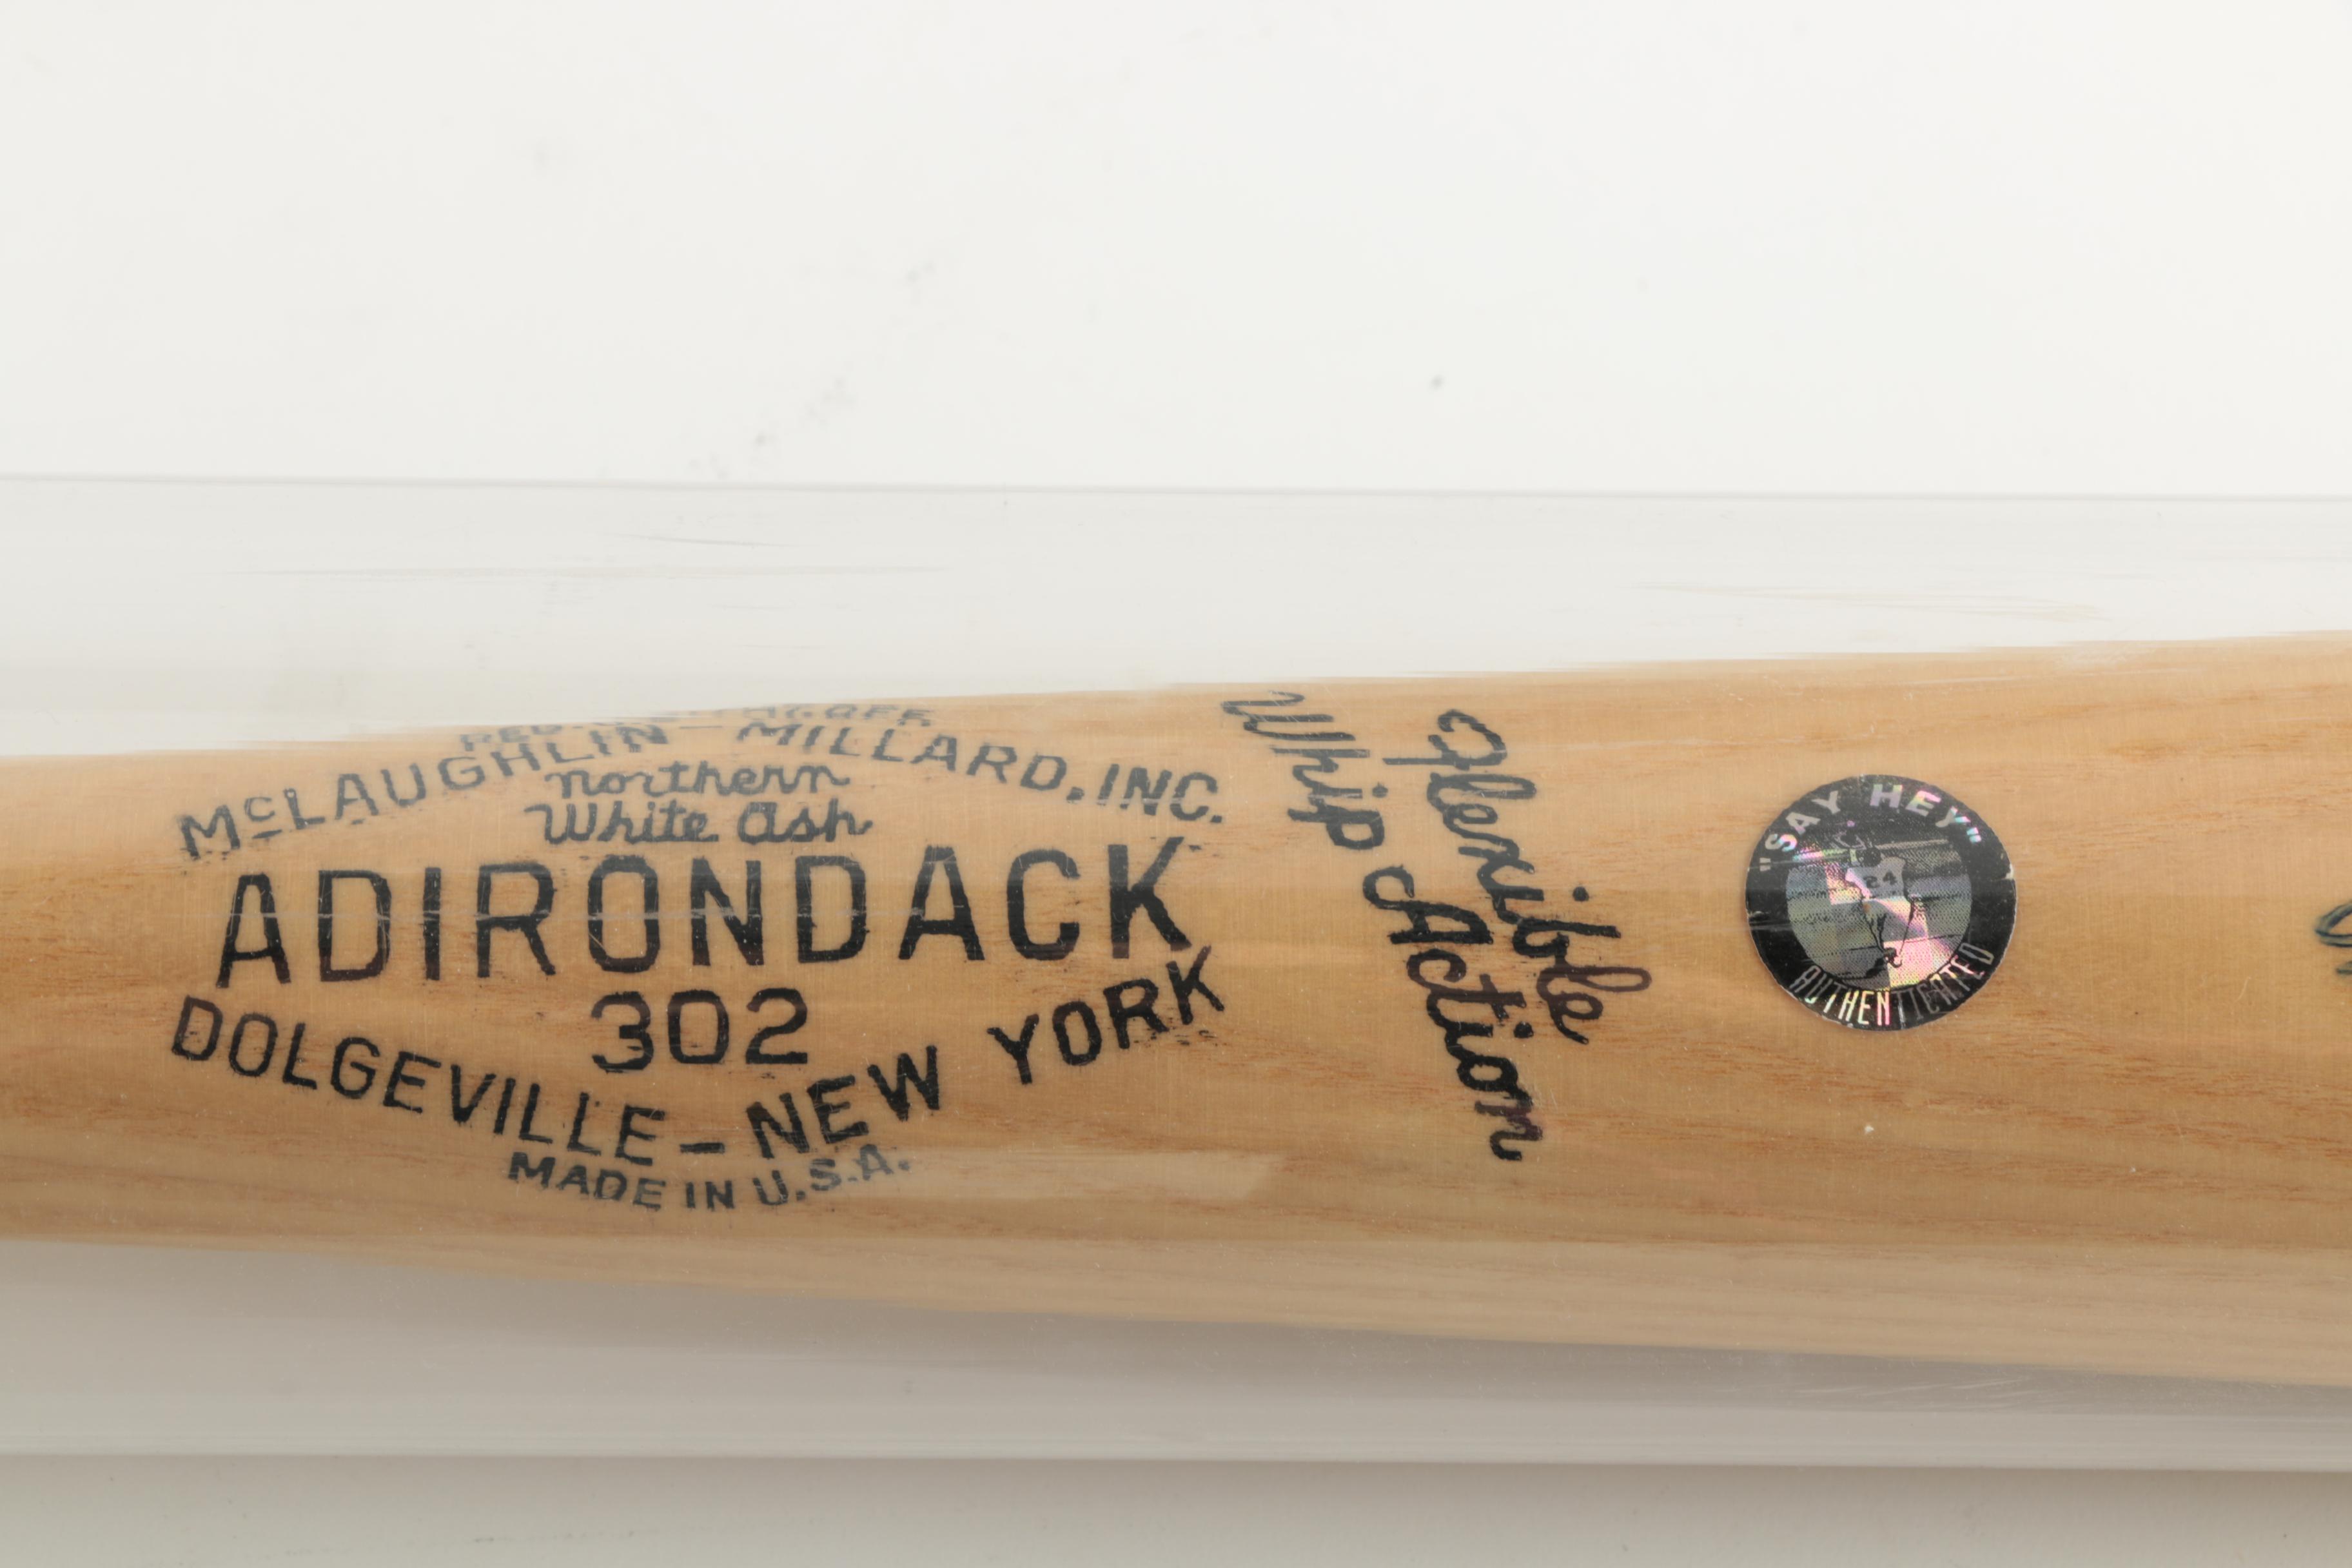 McLAUGHLIN-MILLARD, INC.
Northern
White Ash
ADIRONDACK
302
DOLGEVILLE-NEW YORK
MADE IN U.S.A.
Flexible
Whip Action
"SAY HEY"
24
AUTHENTICATED